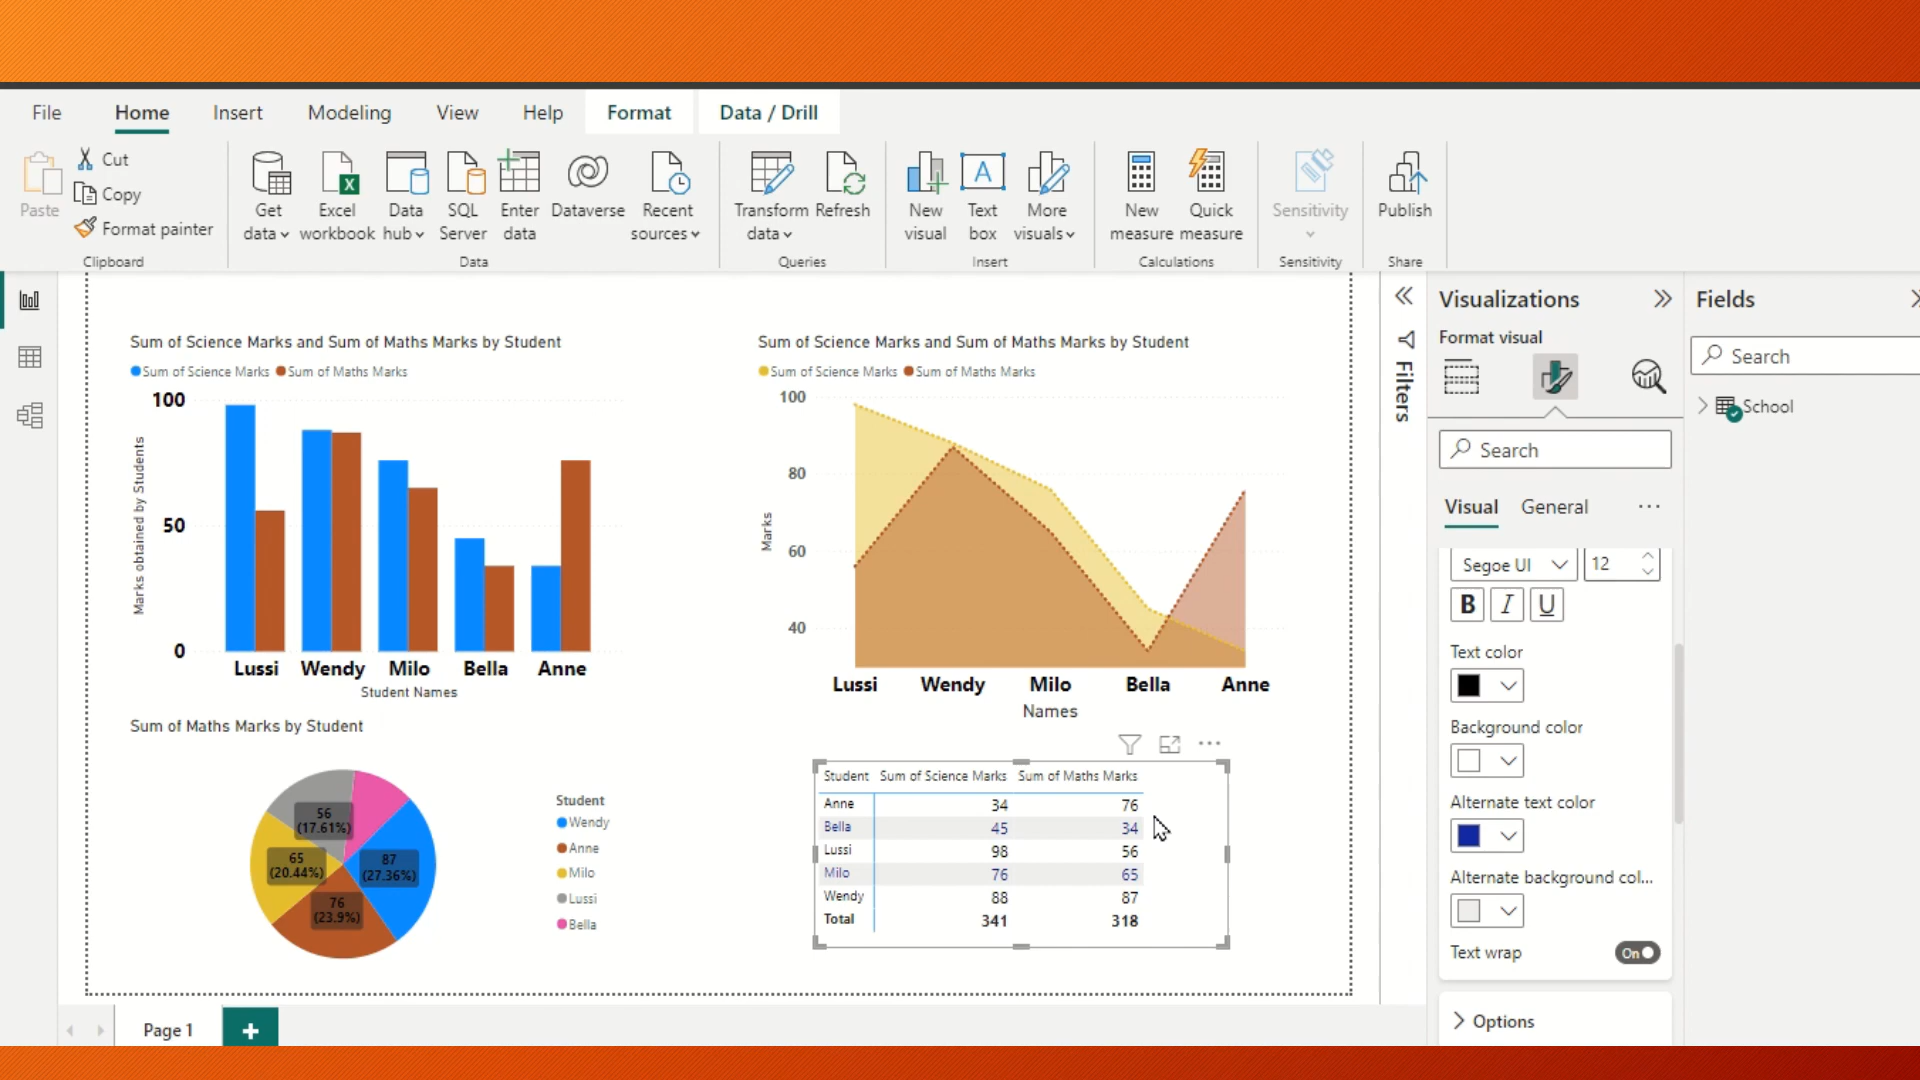 File Home Insert Modeling View Help Format Data / Drill
Paste
Cut
Copy
Format painter
Clipboard
Get data
Excel workbook
Data hub
SQL Server
Enter data
Dataverse
Recent sources
Data
Transform data
Refresh
Queries
New visual
Text box
More visuals
Insert
New measure
Quick measure
Calculations
Sensitivity
Sensitivity
Publish
Share
Sum of Science Marks and Sum of Maths Marks by Student
Sum of Science Marks Sum of Maths Marks
Marks obtained by Students
100
50
0
Lussi Wendy Milo Bella Anne
Student Names
Sum of Science Marks and Sum of Maths Marks by Student
Sum of Science Marks Sum of Maths Marks
Marks
100
80
60
40
Lussi Wendy Milo Bella Anne
Names
Sum of Maths Marks by Student
56
(17.61%)
65
(20.44%)
87
(27.36%)
76
(23.9%)
Student
Wendy
Anne
Milo
Lussi
Bella
Student Sum of Science Marks Sum of Maths Marks
Anne 34 76
Bella 45 34
Lussi 98 56
Milo 76 65
Wendy 88 87
Total 341 318
Page 1
+
Filters
Visualizations
Format visual
Search
Visual General ...
Segoe UI 12
B I U
Text color
Background color
Alternate text color
Alternate background col...
Text wrap On
Options
Fields
Search
School